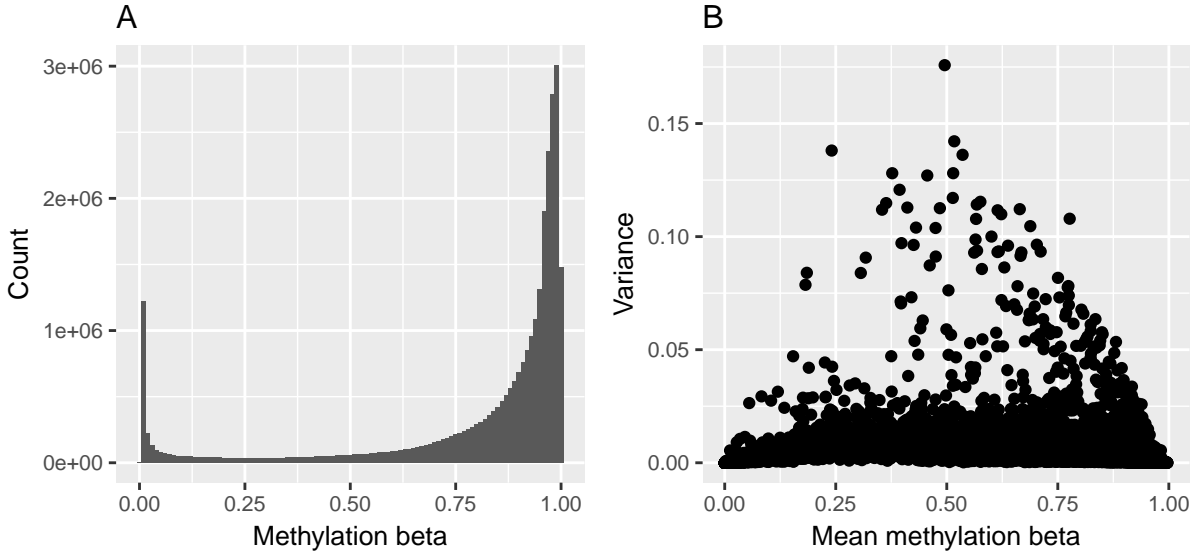 A
3e+06
2e+06
1e+06
0e+00
Count
0.00 0.25 0.50 0.75 1.00
Methylation beta
B
0.15
0.10
0.05
0.00
Variance
0.00 0.25 0.50 0.75 1.00
Mean methylation beta